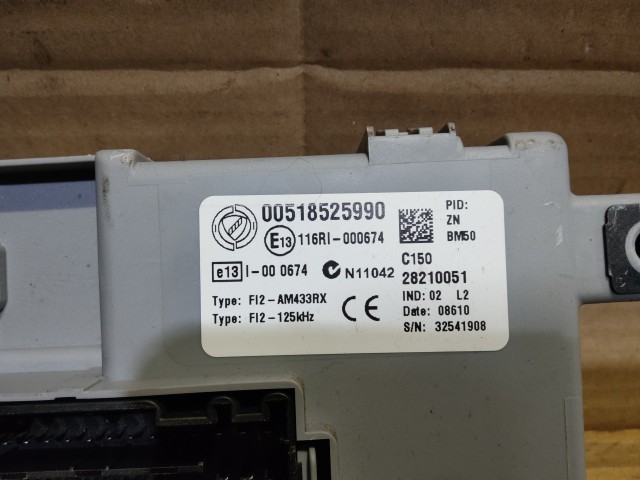 00518525990
E13 116RI-000674
e13 I-00 0674 N11042
Type: FI2-AM433RX
Type: FI2-125kHz
CE
PID:
ZN
BM50
C150
28210051
IND: 02 L2
Date: 08610
S/N: 32541908